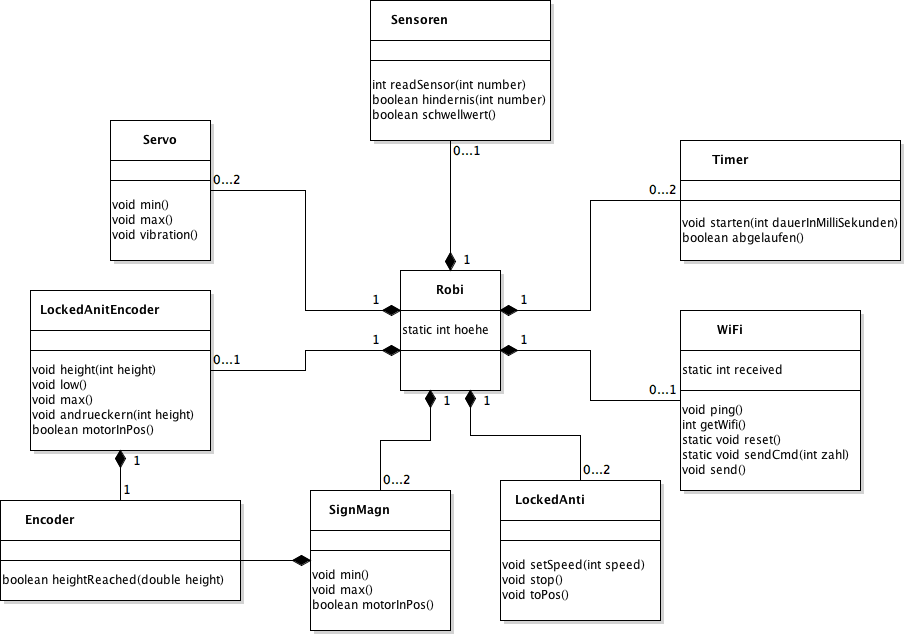 Sensoren
int readSensor(int number)
boolean hindernis(int number)
boolean schwellwert()
0...1
1
Servo
void min()
void max()
void vibration()
0...2
1
Timer
void starten(int dauerInMilliSekunden)
boolean abgelaufen()
0...2
1
Robi
static int hoehe
LockedAnitEncoder
void height(int height)
void low()
void max()
void andrueckern(int height)
boolean motorInPos()
0...1
1
WiFi
static int received
void ping()
int getWifi()
static void reset()
static void sendCmd(int zahl)
void send()
0...1
1
1
1
Encoder
boolean heightReached(double height)
1
0...2
SignMagn
void min()
void max()
boolean motorInPos()
1
0...2
LockedAnti
void setSpeed(int speed)
void stop()
void toPos()